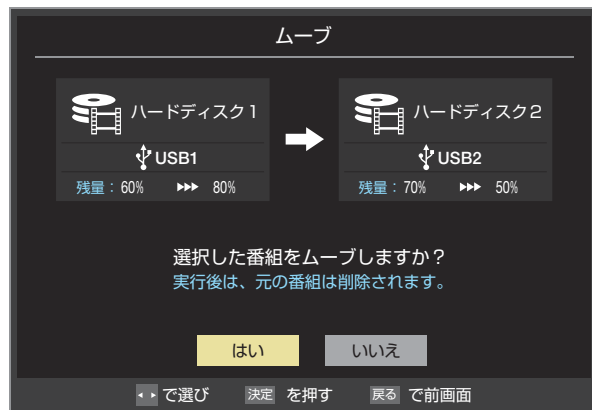 ムーブ
ハードディスク1
USB1
残量：60% ▶▶▶ 80%
ハードディスク2
USB2
残量：70% ▶▶▶ 50%
選択した番組をムーブしますか？
実行後は、元の番組は削除されます。
はい
いいえ
で選び 決定 を押す 戻る で前画面